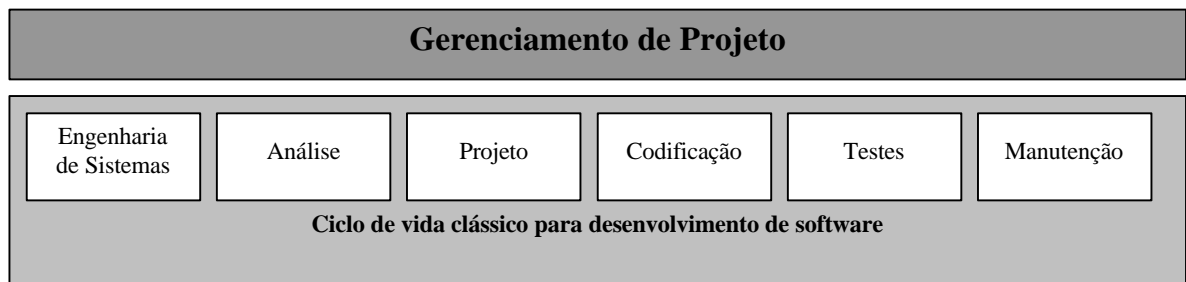 Gerenciamento de Projeto
Engenharia
de Sistemas
Análise
Projeto
Codificação
Testes
Manutenção
Ciclo de vida clássico para desenvolvimento de software